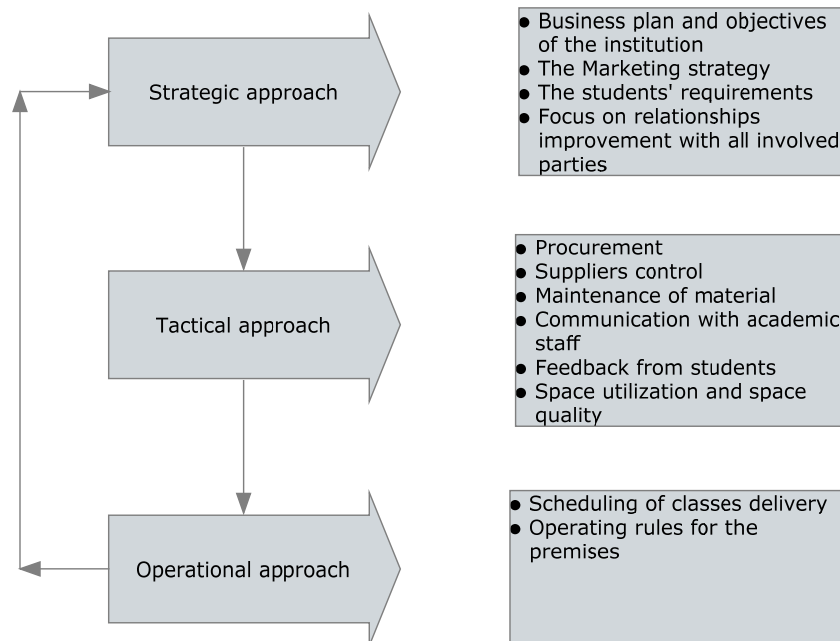 Strategic approach
● Business plan and objectives
of the institution
● The Marketing strategy
● The students' requirements
● Focus on relationships
improvement with all involved
parties
Tactical approach
● Procurement
● Suppliers control
● Maintenance of material
● Communication with academic
staff
● Feedback from students
● Space utilization and space
quality
Operational approach
● Scheduling of classes delivery
● Operating rules for the
premises